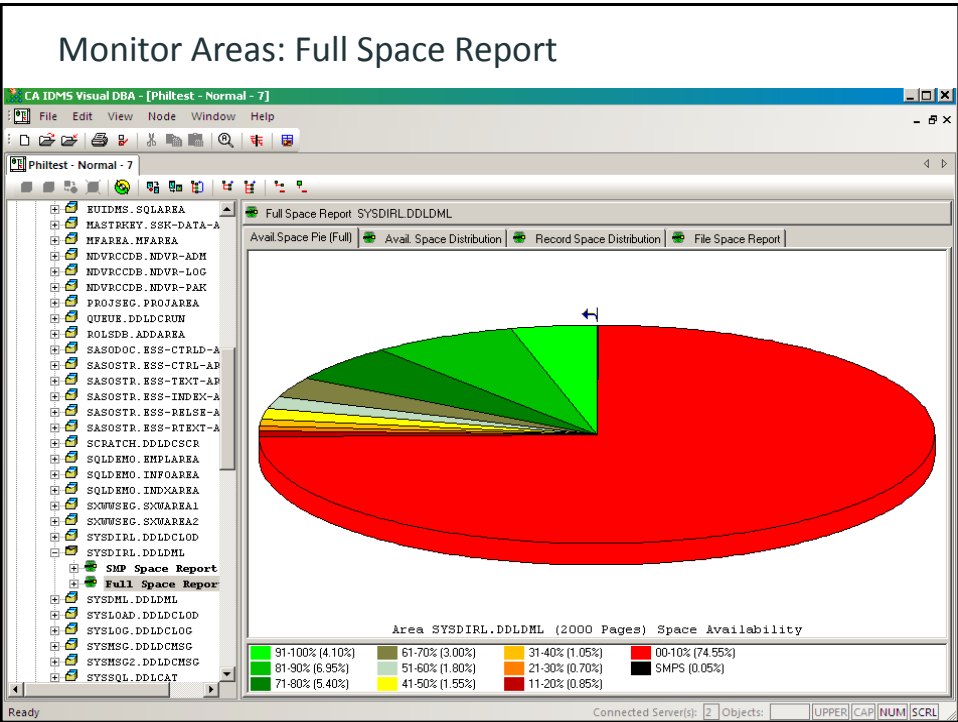 Monitor Areas: Full Space Report
CA IDMS Visual DBA - [Philtest - Normal - 7]
File Edit View Node Window Help
Philtest - Normal - 7
EUIDMS.SQLAREA
MASTRKEY.SSK-DATA-A
MFAREA.MFAREA
NDVRCCDB.NDVR-ADM
NDVRCCDB.NDVR-LOG
NDVRCCDB.NDVR-PAK
PROJSEG.PROJAREA
QUEUE.DDLDCRUN
ROLSDB.ADDAREA
SASODOC.ESS-CTRLD-A
SASOSTR.ESS-CTRL-AR
SASOSTR.ESS-TEXT-AR
SASOSTR.ESS-INDEX-A
SASOSTR.ESS-RELSE-A
SASOSTR.ESS-RTEXT-A
SCRATCH.DDLDCSCR
SQLDEMO.EMPLAREA
SQLDEMO.INFOAREA
SQLDEMO.INDXAREA
SXWWSEG.SXWAREA1
SXWWSEG.SXWAREA2
SYSDIRL.DDLDCLOD
SYSDIRL.DDLDML
SMP Space Report
Full Space Repor
SYSDML.DDLDML
SYSLOAD.DDLDCLOD
SYSLOG.DDLDCLOG
SYSMSG.DDLDCMSG
SYSMSG2.DDLDCMSG
SYSSQL.DDLCAT
Full Space Report SYSDIRL.DDLDML
Avail.Space Pie (Full) Avail. Space Distribution Record Space Distribution File Space Report
Area SYSDIRL.DDLDML (2000 Pages) Space Availability
91-100% (4.10%) 61-70% (3.00%) 31-40% (1.05%) 00-10% (74.55%)
81-90% (6.95%) 51-60% (1.80%) 21-30% (0.70%) SMPS (0.05%)
71-80% (5.40%) 41-50% (1.55%) 11-20% (0.85%)
Ready Connected Server(s): 2 Objects: UPPER CAP NUM SCRL